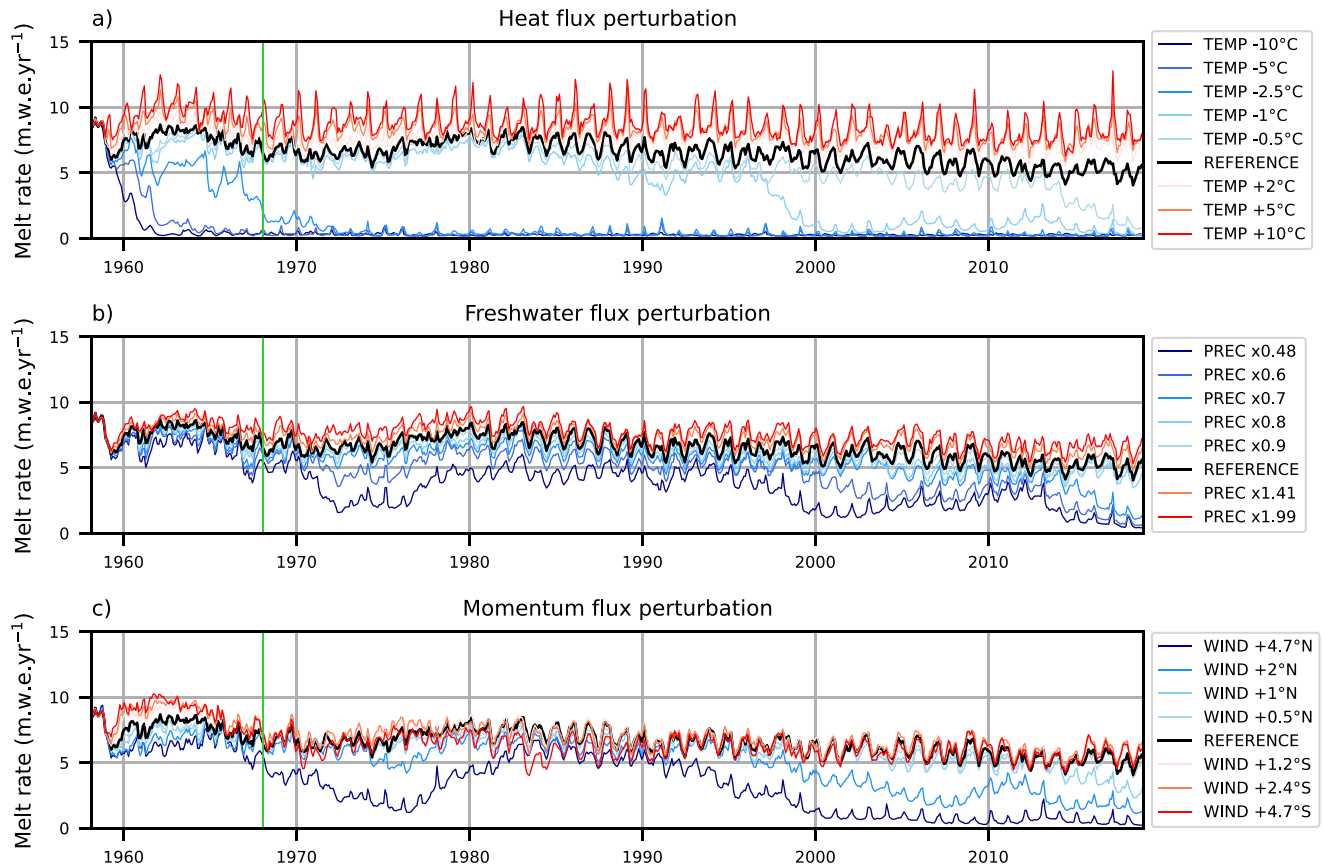 a)
Heat flux perturbation
Melt rate (m.w.e.yr⁻¹)
15
10
5
0
1960
1970
1980
1990
2000
2010
TEMP -10°C
TEMP -5°C
TEMP -2.5°C
TEMP -1°C
TEMP -0.5°C
REFERENCE
TEMP +2°C
TEMP +5°C
TEMP +10°C
b)
Freshwater flux perturbation
Melt rate (m.w.e.yr⁻¹)
15
10
5
0
1960
1970
1980
1990
2000
2010
PREC x0.48
PREC x0.6
PREC x0.7
PREC x0.8
PREC x0.9
REFERENCE
PREC x1.41
PREC x1.99
c)
Momentum flux perturbation
Melt rate (m.w.e.yr⁻¹)
15
10
5
0
1960
1970
1980
1990
2000
2010
WIND +4.7°N
WIND +2°N
WIND +1°N
WIND +0.5°N
REFERENCE
WIND +1.2°S
WIND +2.4°S
WIND +4.7°S